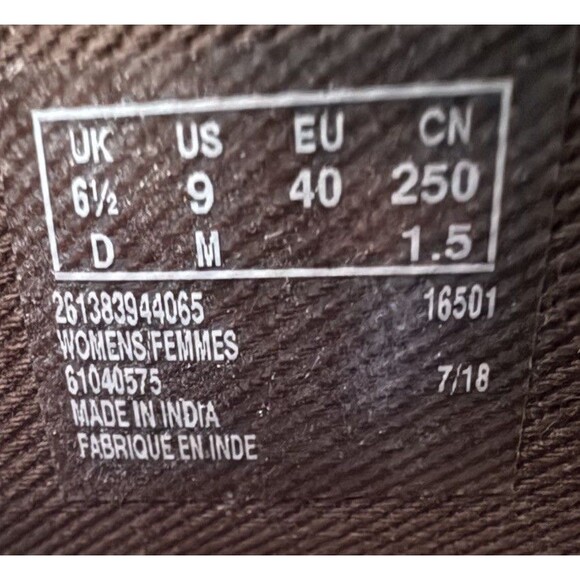 UK US EU CN
6½ 9 40 250
D M 1.5
261383944065 16501
WOMENS/FEMMES
61040575 7/18
MADE IN INDIA
FABRIQUÉ EN INDE